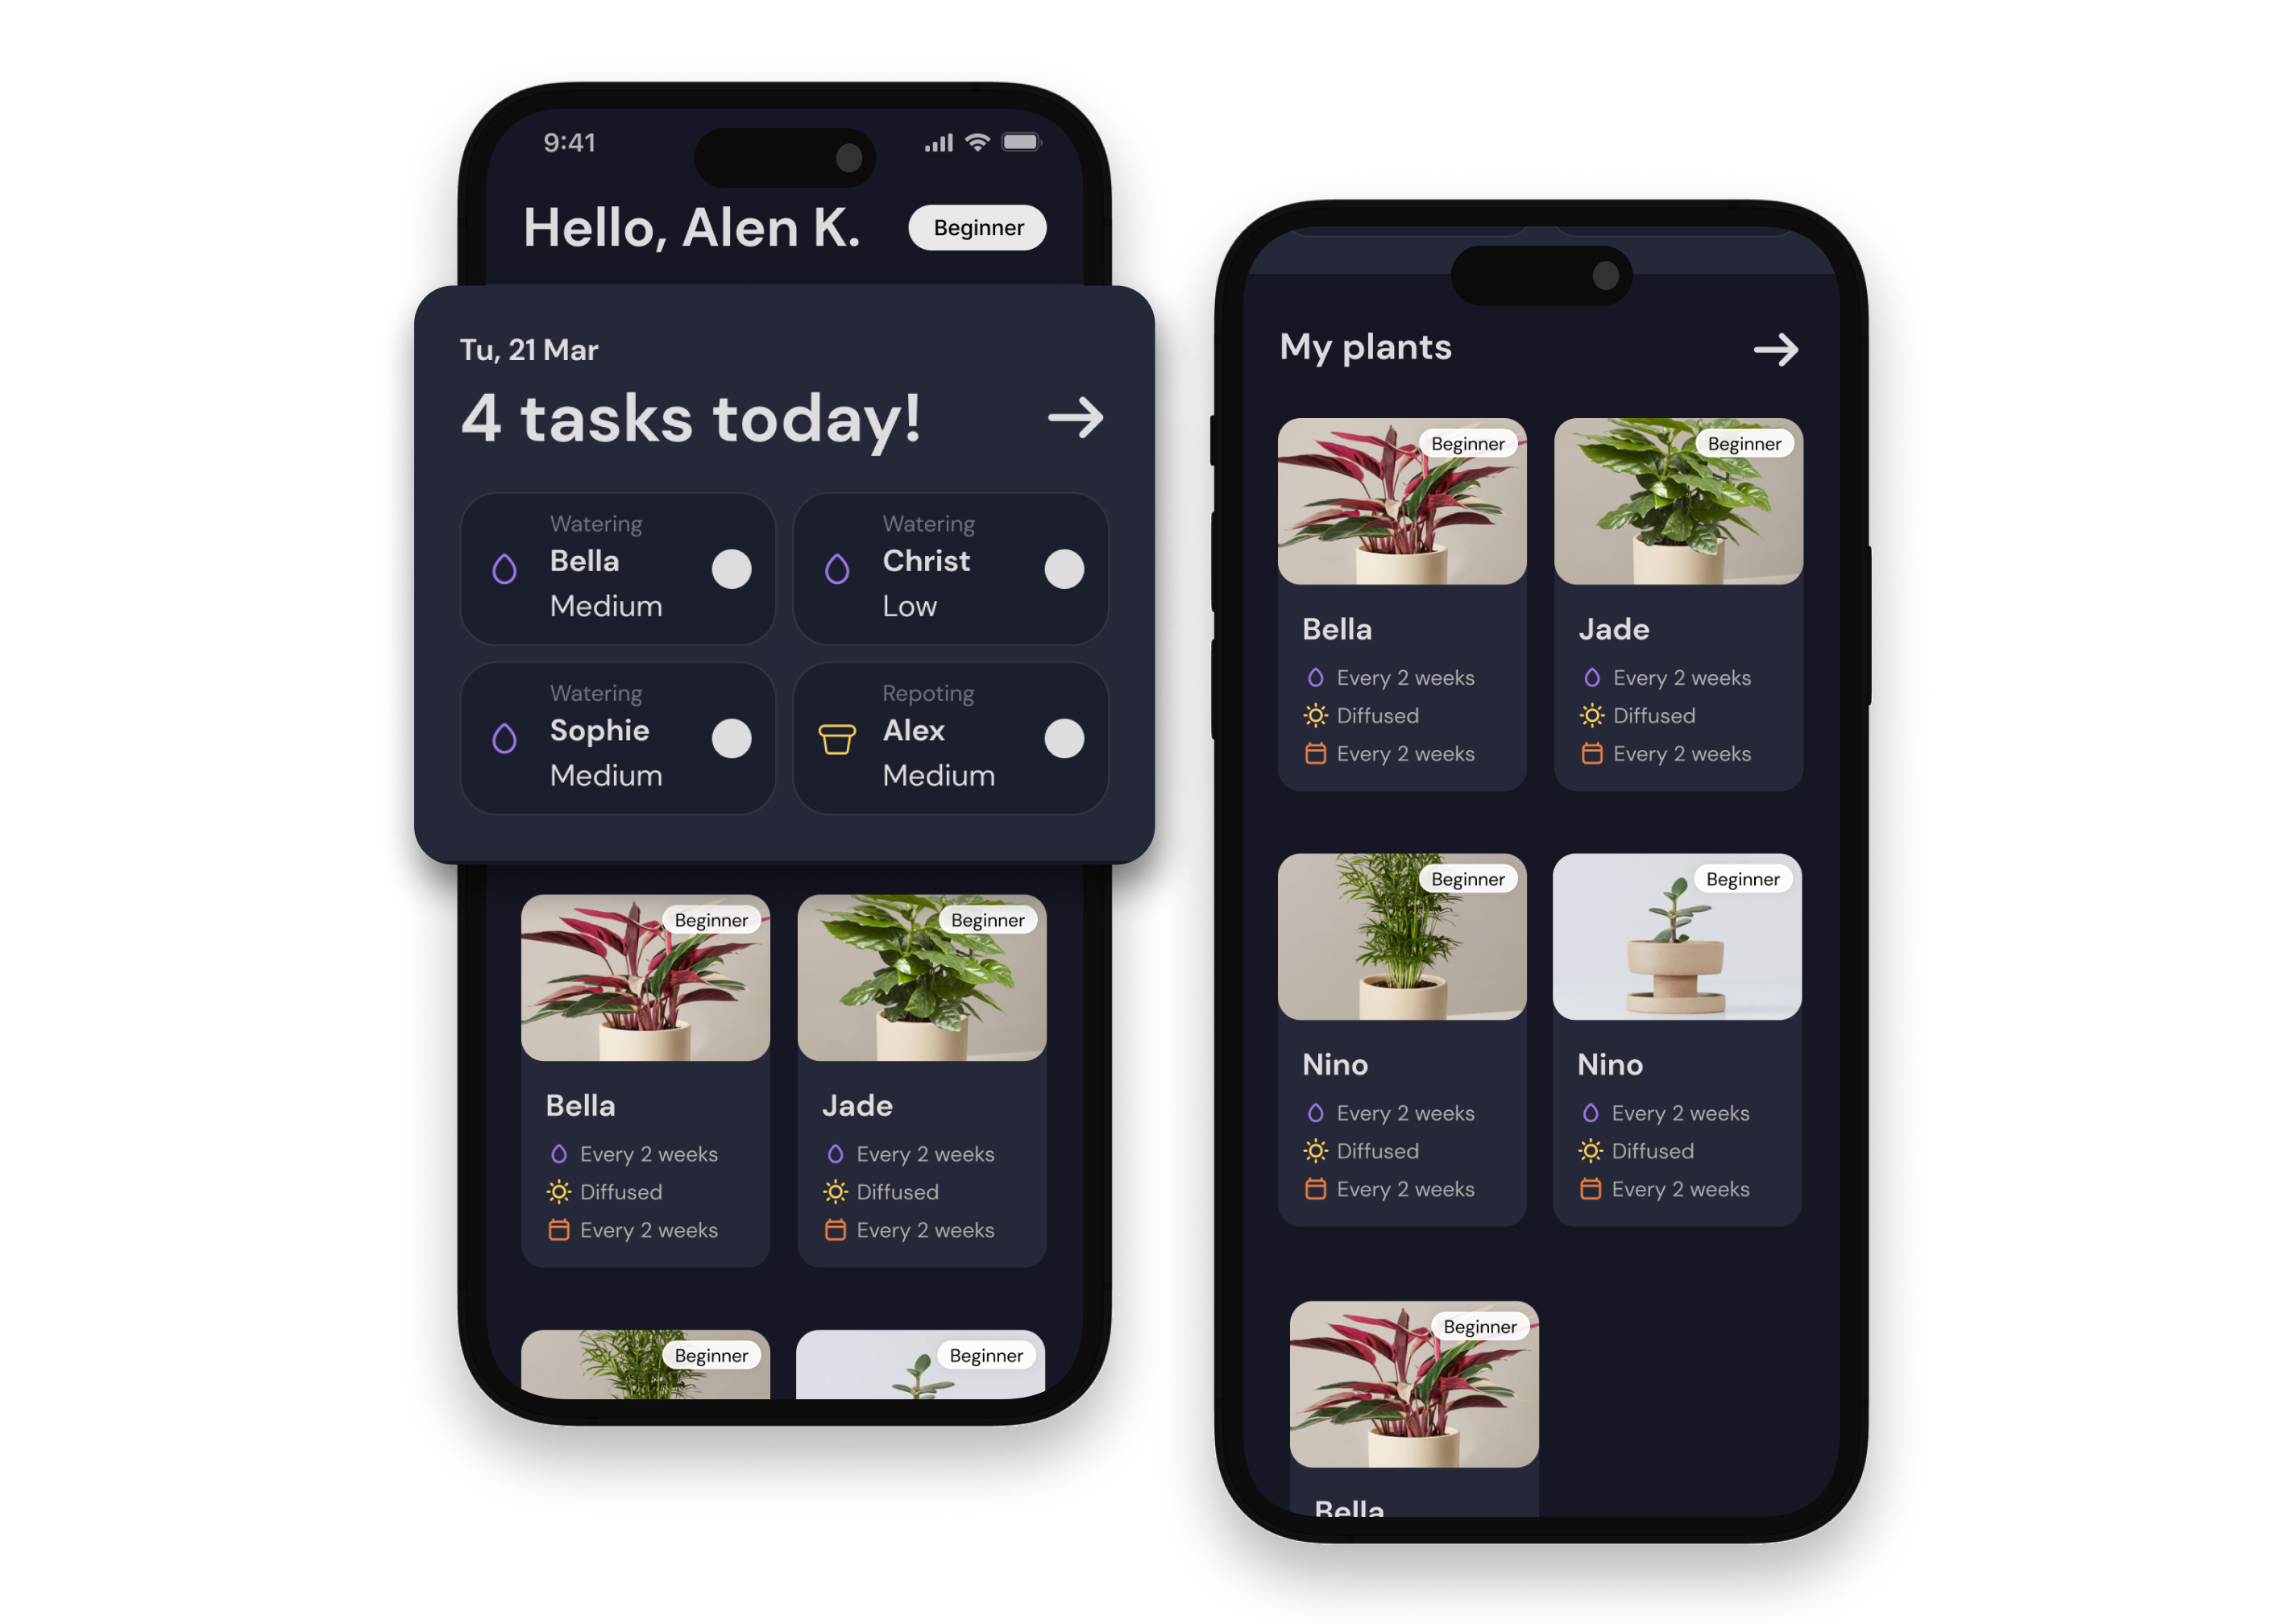 9:41
Hello, Alen K.
Beginner
Tu, 21 Mar
4 tasks today!
Watering
Bella
Medium
Watering
Christ
Low
Watering
Sophie
Medium
Repoting
Alex
Medium
Beginner
Bella
Every 2 weeks
Diffused
Every 2 weeks
Beginner
Jade
Every 2 weeks
Diffused
Every 2 weeks
Beginner
Beginner
My plants
Beginner
Bella
Every 2 weeks
Diffused
Every 2 weeks
Beginner
Jade
Every 2 weeks
Diffused
Every 2 weeks
Beginner
Nino
Every 2 weeks
Diffused
Every 2 weeks
Beginner
Nino
Every 2 weeks
Diffused
Every 2 weeks
Beginner
Bella